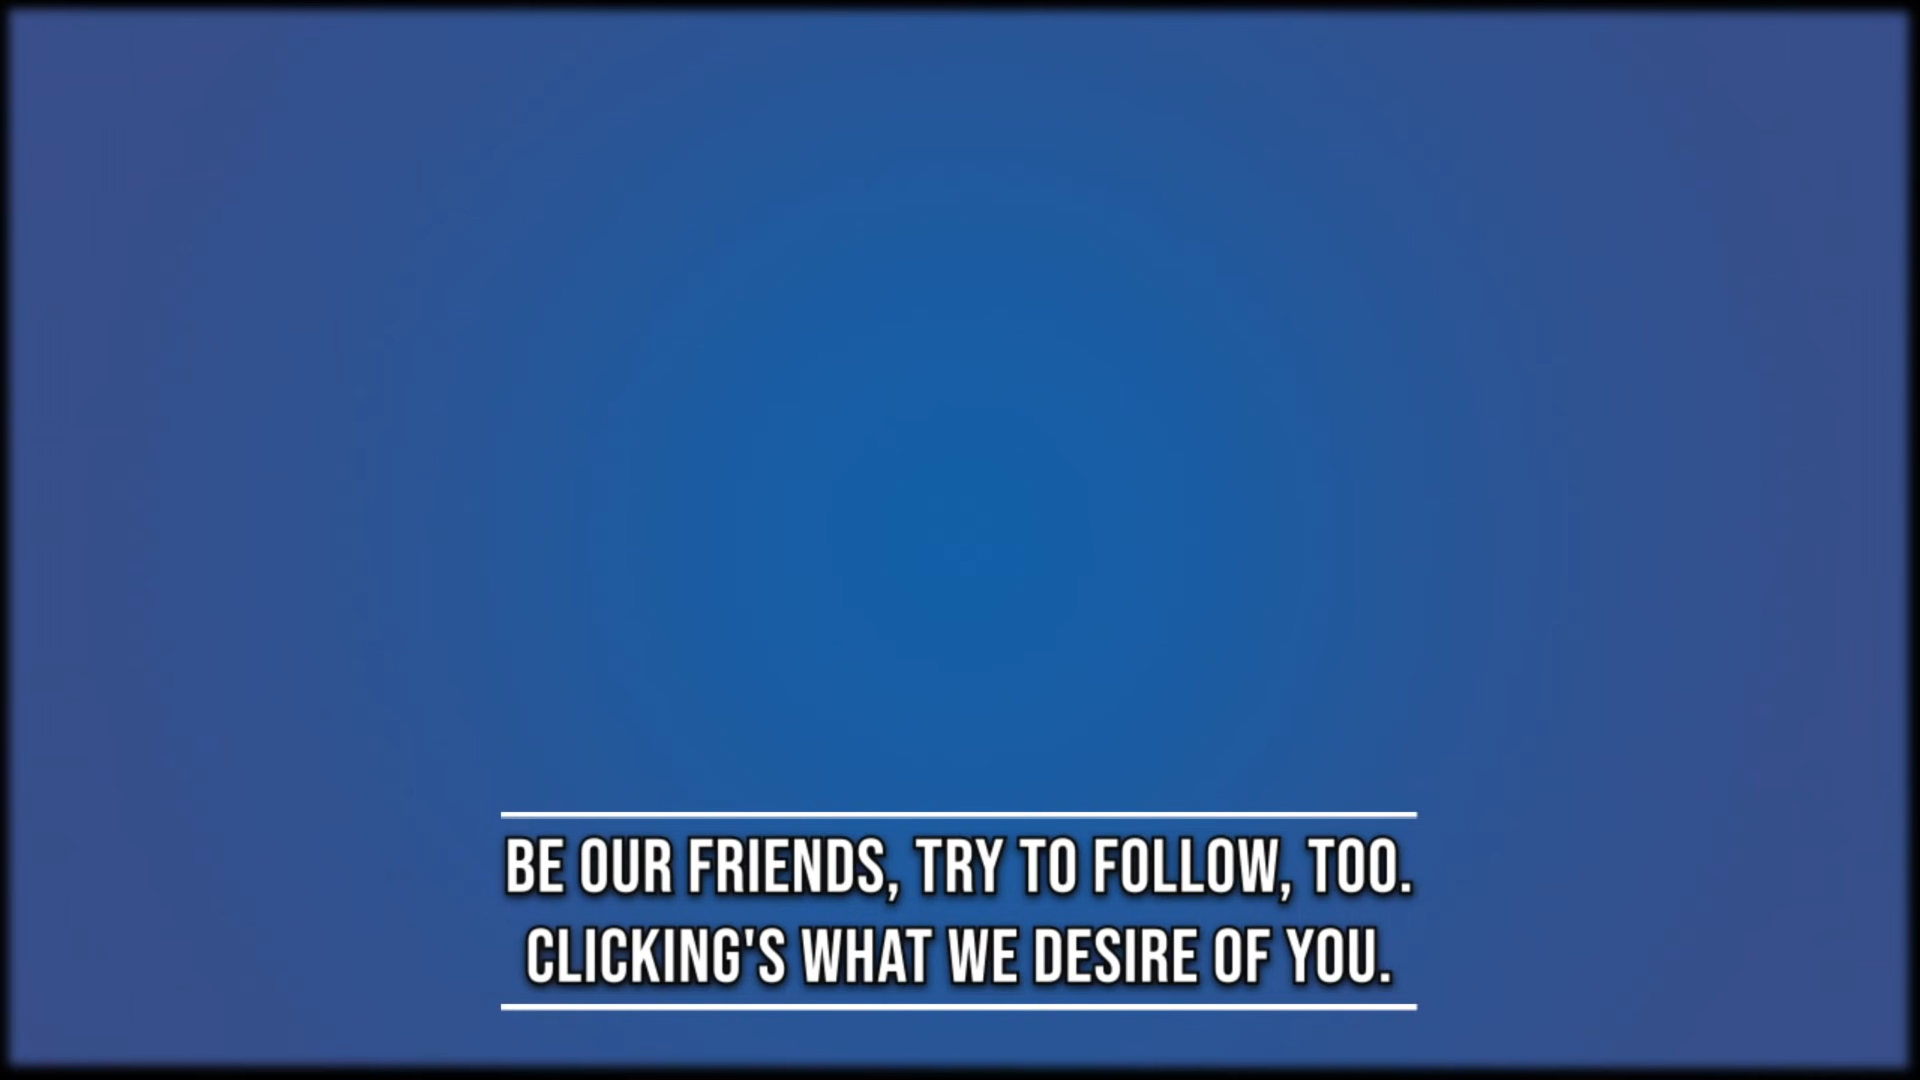 BE OUR FRIENDS, TRY TO FOLLOW, TOO.
CLICKING'S WHAT WE DESIRE OF YOU.